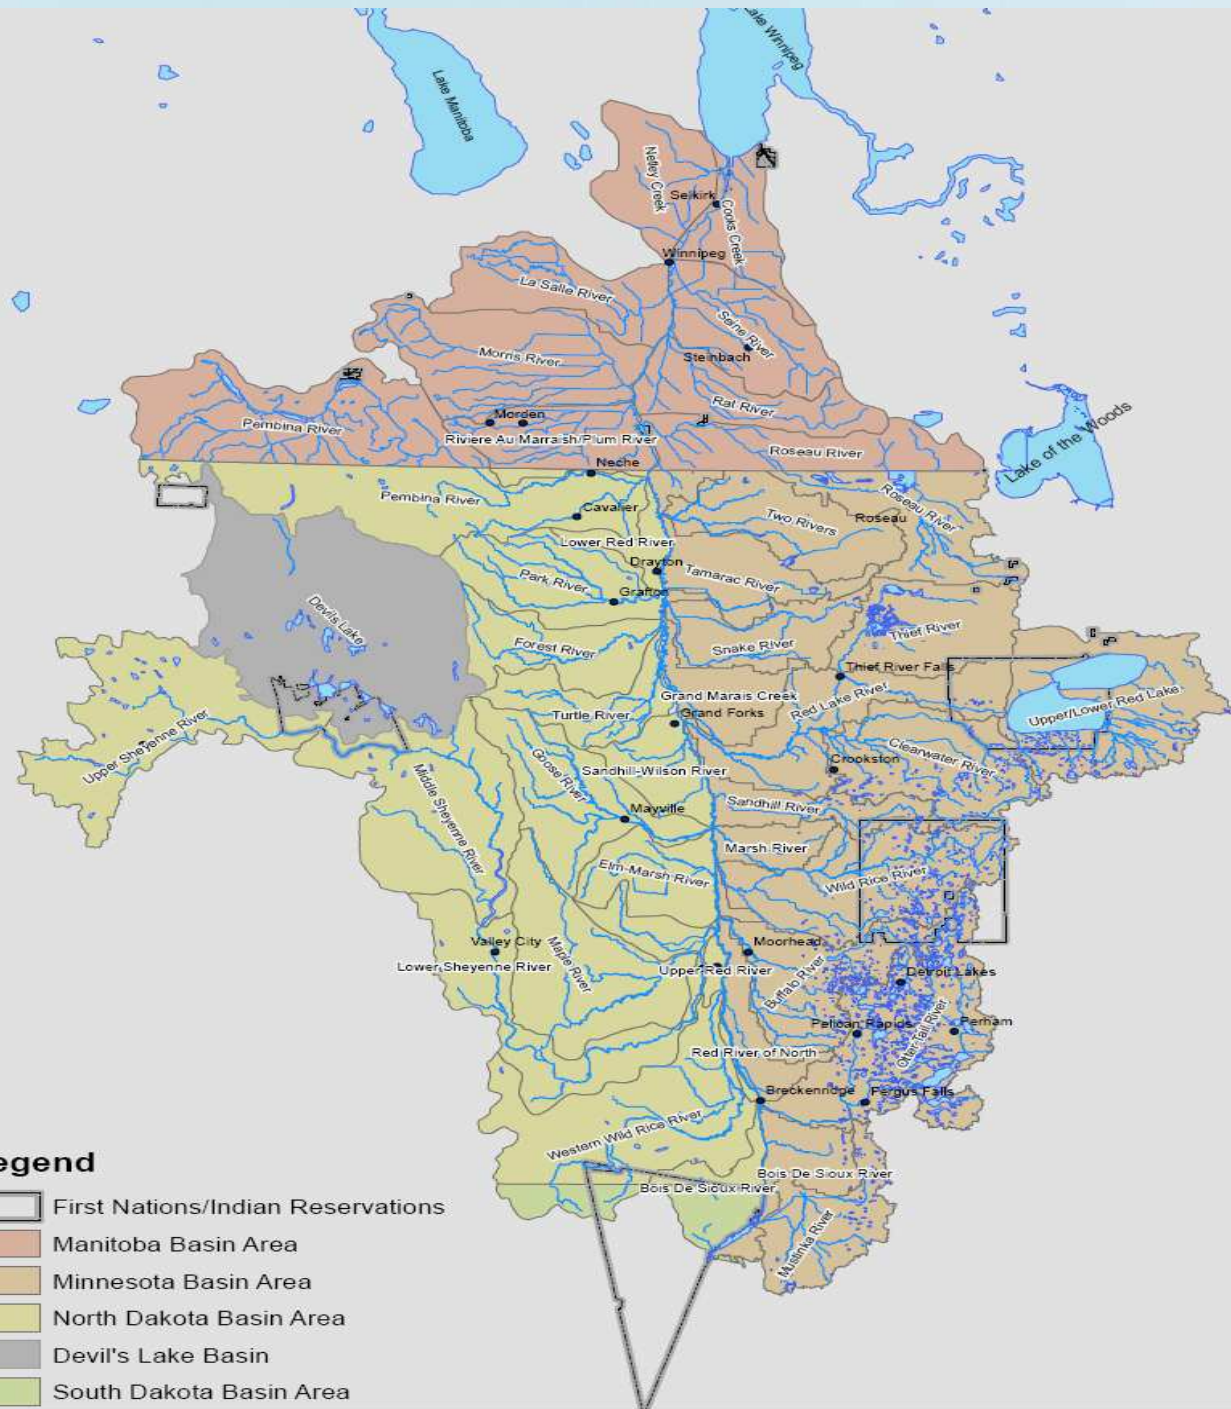 Lake Manitoba
Lake Winnipeg
Netley Creek
Selkirk
Cooks Creek
Winnipeg
La Salle River
Seine River
Morris River
Steinbach
Rat River
Morden
Pembina River
Riviere Au Marraish/Plum River
Roseau River
Lake of the Woods
Neche
Pembina River
Roseau River
Cavalier
Two Rivers
Roseau
Lower Red River
Drayton
Tamarac River
Park River
Grafton
Devils Lake
Forest River
Snake River
Thief River
Thief River Falls
Grand Marais Creek
Red Lake River
Upper/Lower Red Lake
Turtle River
Grand Forks
Upper Sheyenne River
Clearwater River
Crookston
Goose River
Sandhill-Wilson River
Middle Sheyenne River
Sandhill River
Mayville
Marsh River
Elm-Marsh River
Wild Rice River
Valley City
Moorhead
Maple River
Lower Sheyenne River
Upper Red River
Buffalo River
Detroit Lakes
Pelican Rapids
Perham
Otter Tail River
Red River of North
Breckenridge
Fergus Falls
Western Wild Rice River
Bois De Sioux River
Bois De Sioux River
Mustinka River
egend
First Nations/Indian Reservations
Manitoba Basin Area
Minnesota Basin Area
North Dakota Basin Area
Devil's Lake Basin
South Dakota Basin Area